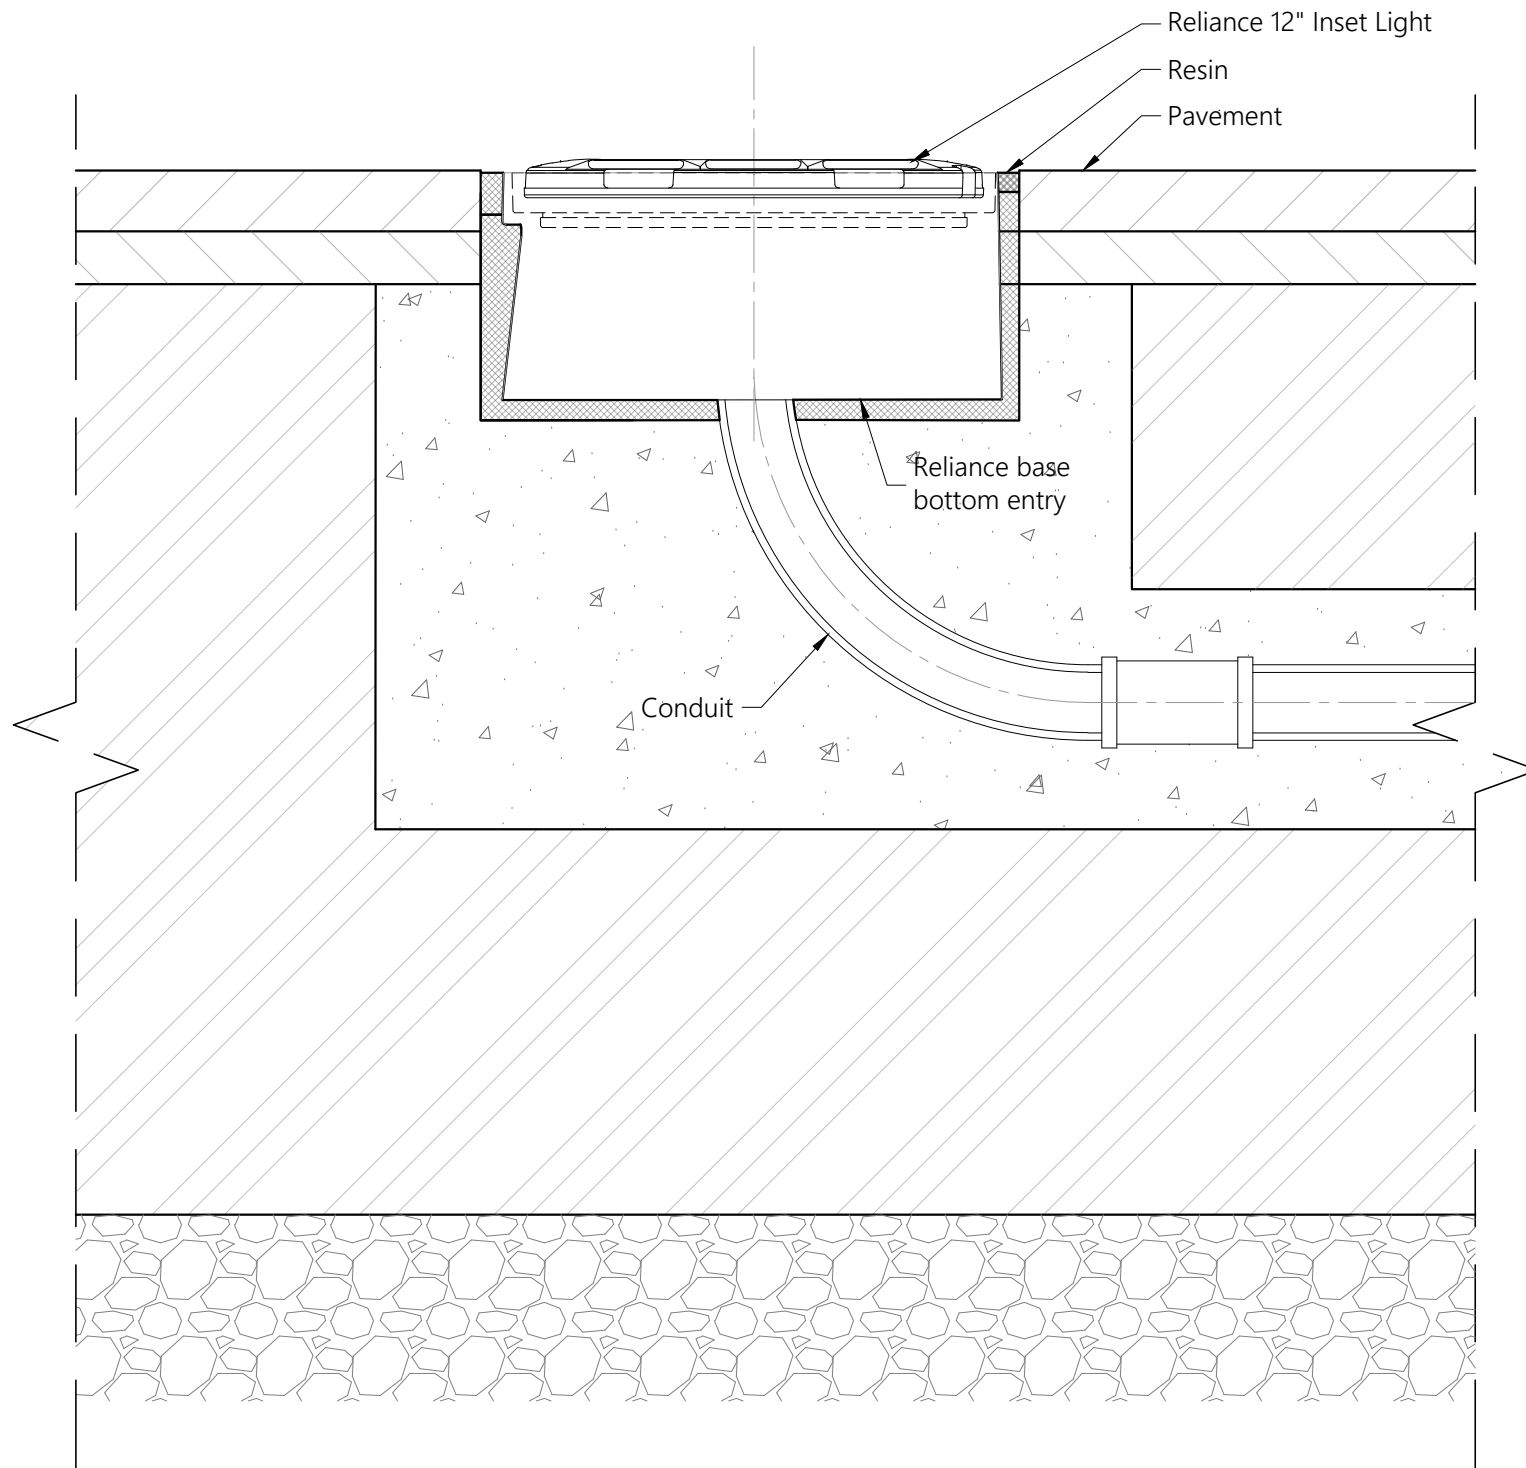 Reliance 12" Inset Light
Resin
Pavement
Reliance base
bottom entry
Conduit